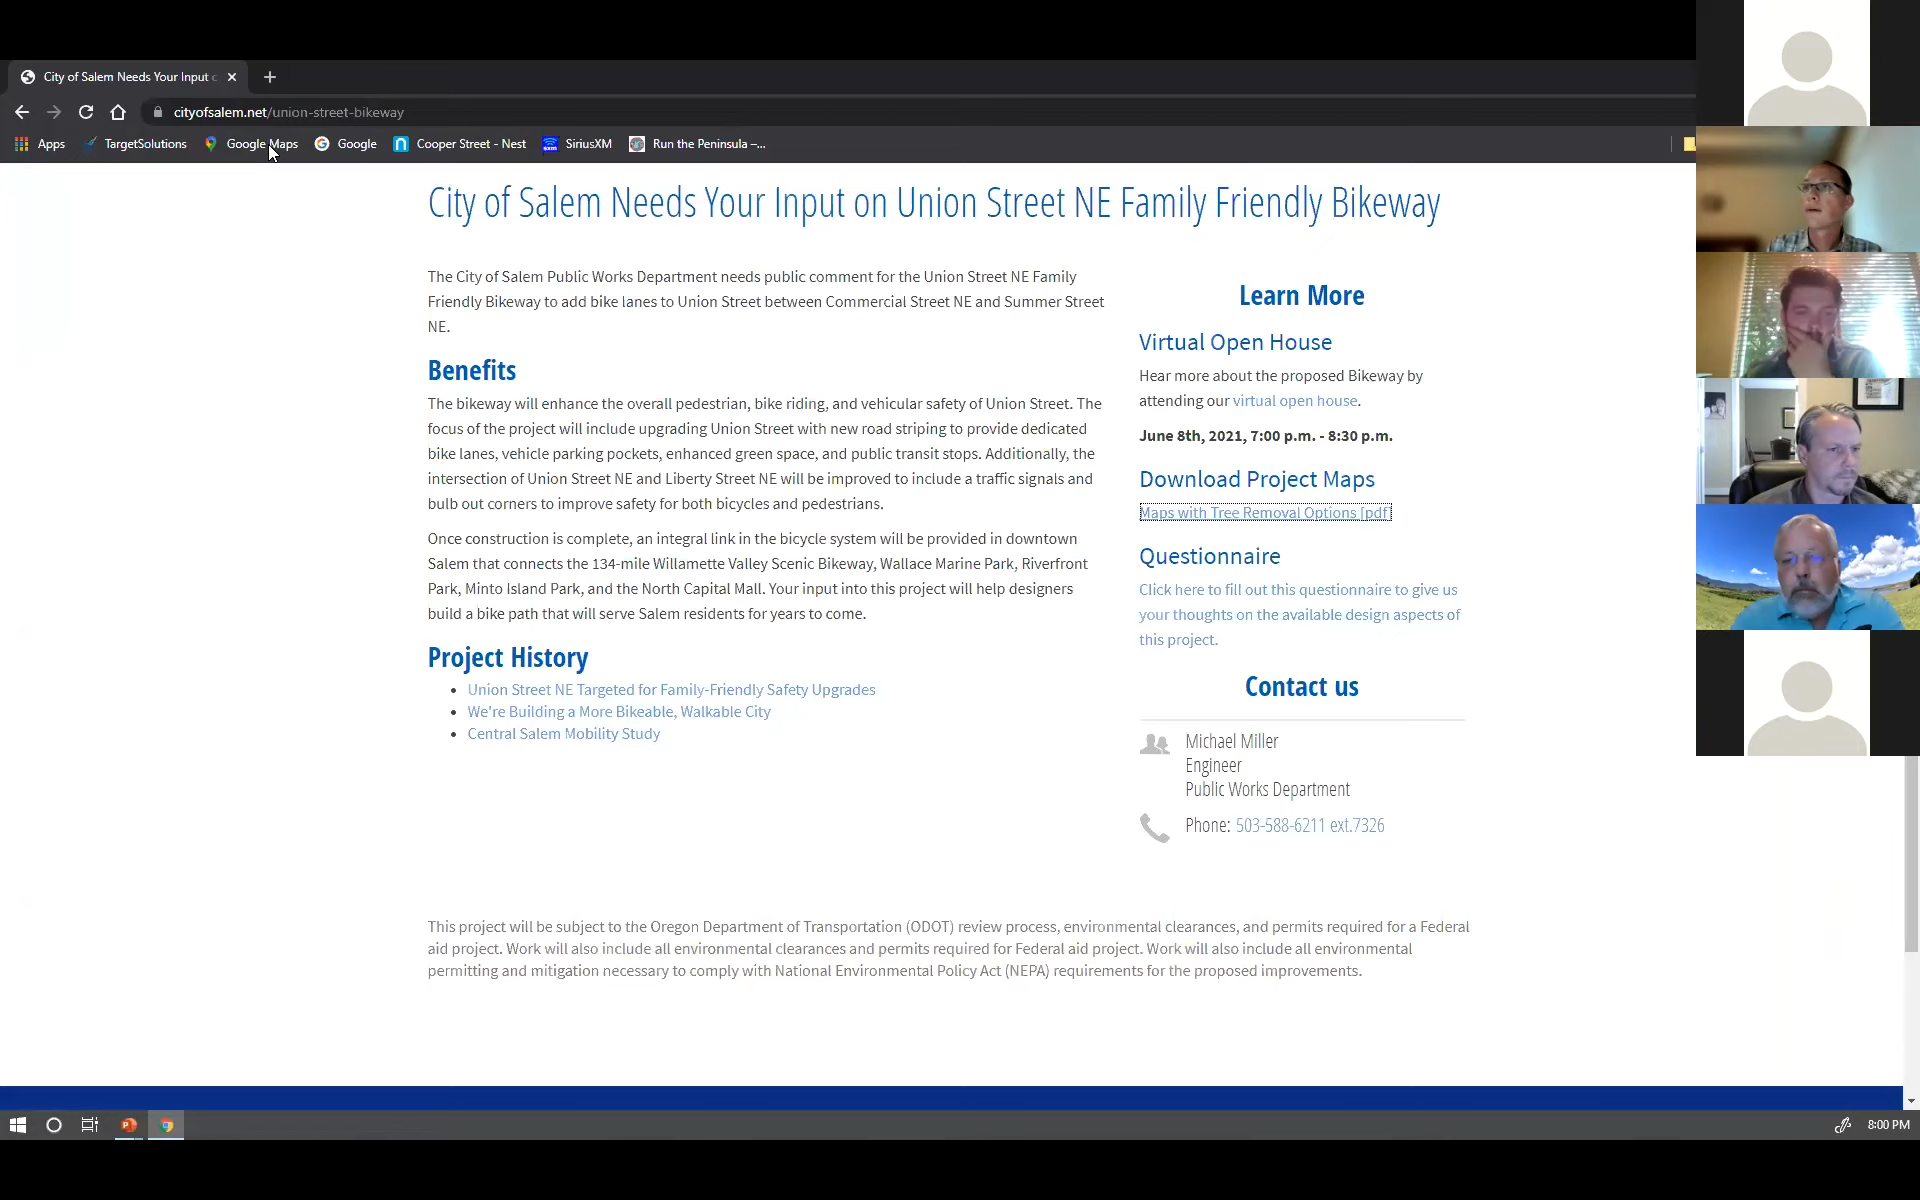 City of Salem Needs Your Input c
cityofsalem.net/union-street-bikeway
Apps TargetSolutions Google Maps Google Cooper Street - Nest SiriusXM Run the Peninsula –...
City of Salem Needs Your Input on Union Street NE Family Friendly Bikeway
The City of Salem Public Works Department needs public comment for the Union Street NE Family
Friendly Bikeway to add bike lanes to Union Street between Commercial Street NE and Summer Street
NE.
Benefits
The bikeway will enhance the overall pedestrian, bike riding, and vehicular safety of Union Street. The
focus of the project will include upgrading Union Street with new road striping to provide dedicated
bike lanes, vehicle parking pockets, enhanced green space, and public transit stops. Additionally, the
intersection of Union Street NE and Liberty Street NE will be improved to include a traffic signals and
bulb out corners to improve safety for both bicycles and pedestrians.
Once construction is complete, an integral link in the bicycle system will be provided in downtown
Salem that connects the 134-mile Willamette Valley Scenic Bikeway, Wallace Marine Park, Riverfront
Park, Minto Island Park, and the North Capital Mall. Your input into this project will help designers
build a bike path that will serve Salem residents for years to come.
Project History
Union Street NE Targeted for Family-Friendly Safety Upgrades
We're Building a More Bikeable, Walkable City
Central Salem Mobility Study
Learn More
Virtual Open House
Hear more about the proposed Bikeway by
attending our virtual open house.
June 8th, 2021, 7:00 p.m. - 8:30 p.m.
Download Project Maps
Maps with Tree Removal Options [pdf]
Questionnaire
Click here to fill out this questionnaire to give us
your thoughts on the available design aspects of
this project.
Contact us
Michael Miller
Engineer
Public Works Department
Phone: 503-588-6211 ext.7326
This project will be subject to the Oregon Department of Transportation (ODOT) review process, environmental clearances, and permits required for a Federal
aid project. Work will also include all environmental clearances and permits required for Federal aid project. Work will also include all environmental
permitting and mitigation necessary to comply with National Environmental Policy Act (NEPA) requirements for the proposed improvements.
8:00 PM